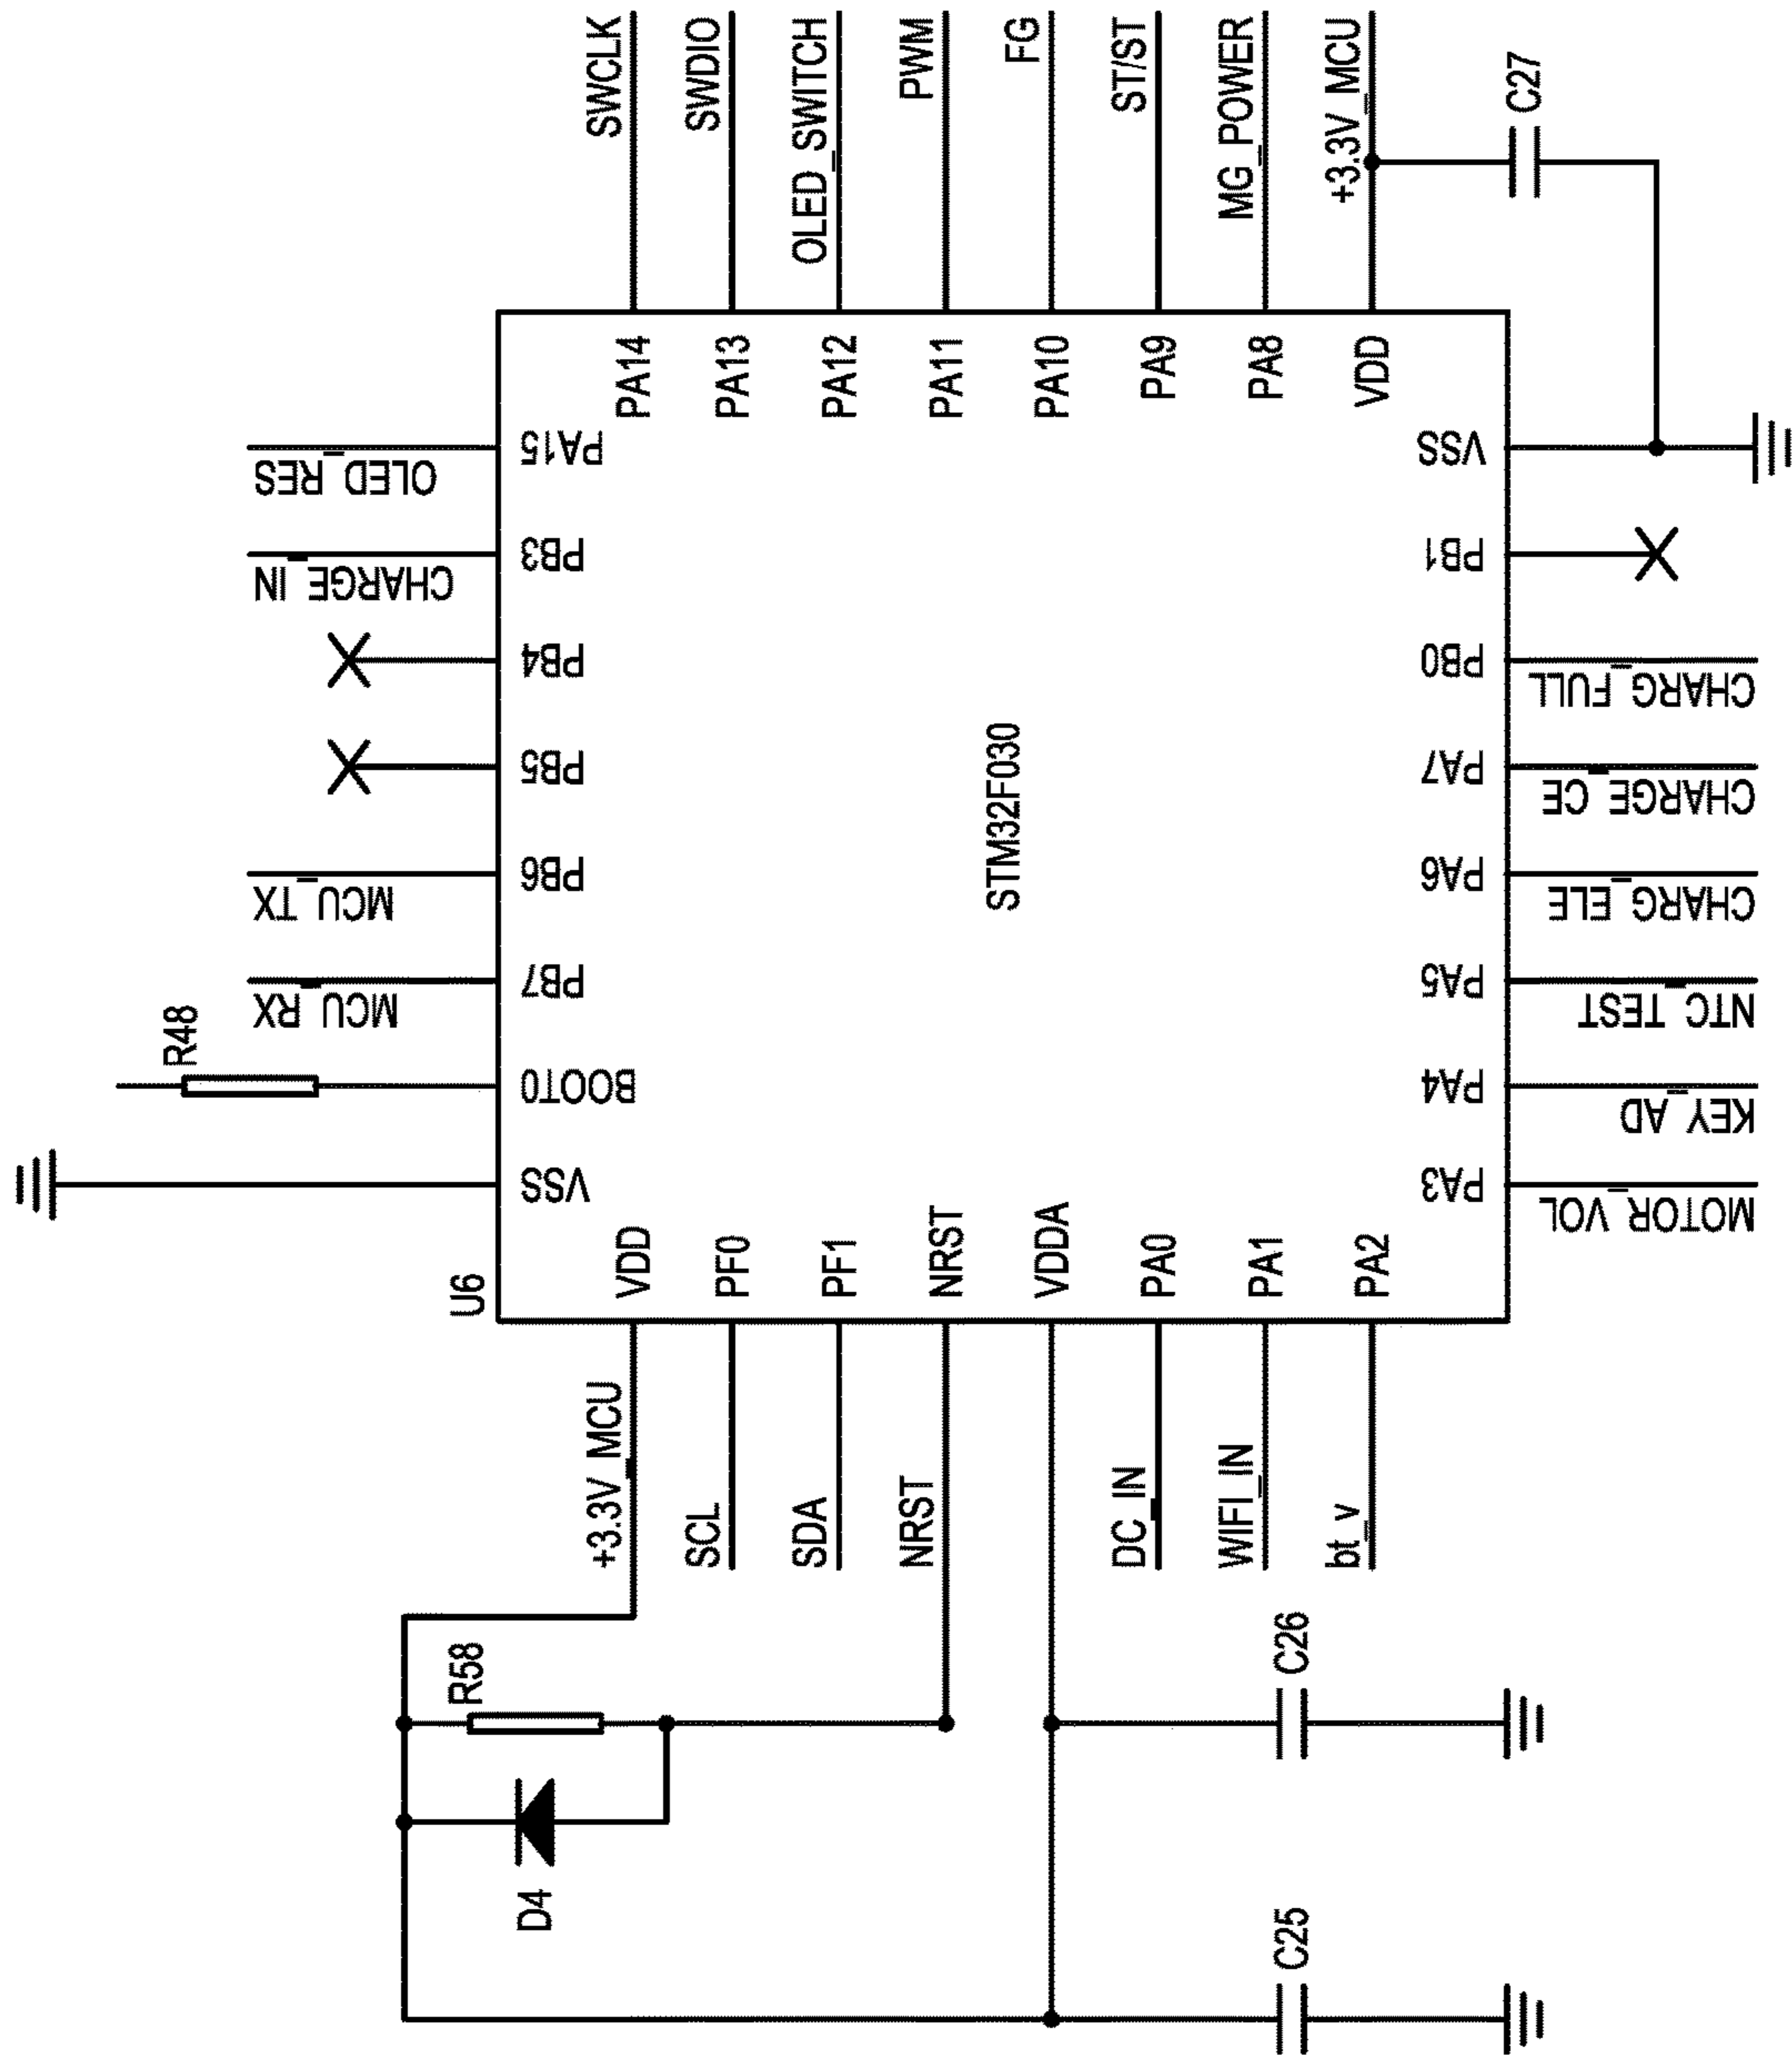 SWCLK
SWDIO
OLED_SWITCH
PWM
FG
ST/ST
MG_POWER
+3.3V_MCU
C27
PA14
PA13
PA12
PA11
PA10
PA9
PA8
VDD
OLED_RES
PA15
CHARGE_IN
PB3
PB4
PB5
MCU_TX
PB6
MCU_RX
PB7
R48
BOOT0
VSS
VSS
PB1
PB0
CHARG_FULL
PA7
CHARGE_CE
PA6
CHARG_ELE
PA5
NTC_TEST
PA4
KEY_AD
PA3
MOTOR_VOL
STM32F030
U6
VDD
PF0
PF1
NRST
VDDA
PA0
PA1
PA2
+3.3V_MCU
SCL
SDA
NRST
DC_IN
WIFI_IN
bt_v
R58
D4
C26
C25